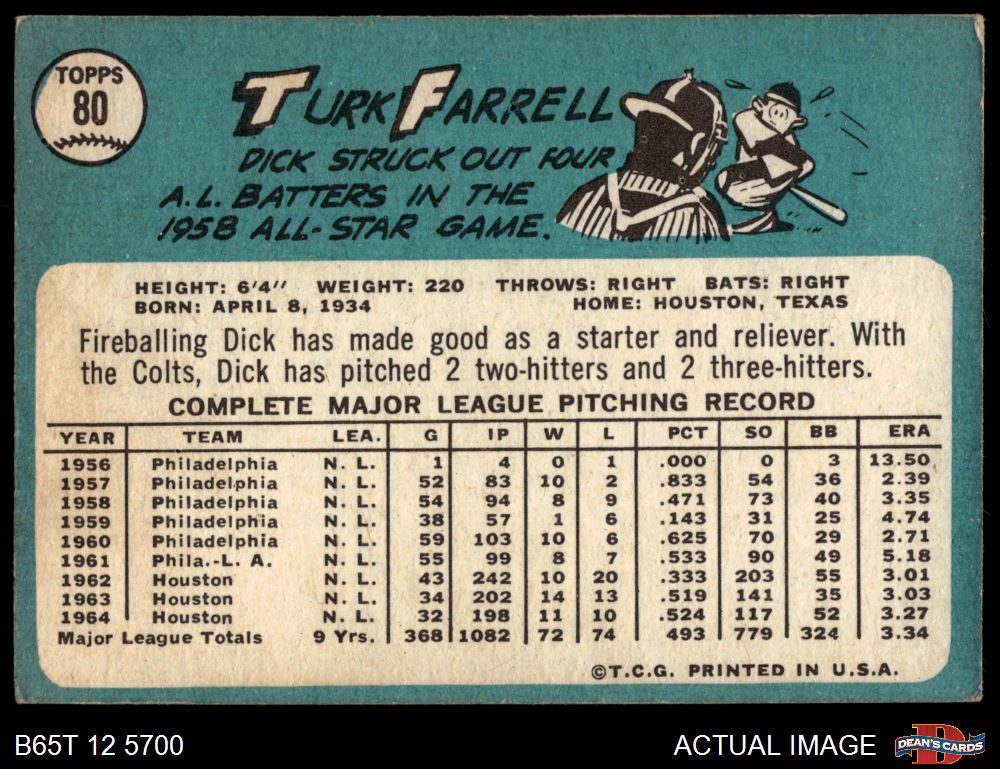 TOPPS
80
TURK FARRELL
DICK STRUCK OUT FOUR
A.L. BATTERS IN THE
1958 ALL-STAR GAME.
HEIGHT: 6'4" WEIGHT: 220 THROWS: RIGHT BATS: RIGHT
BORN: APRIL 8, 1934 HOME: HOUSTON, TEXAS
Fireballing Dick has made good as a starter and reliever. With
the Colts, Dick has pitched 2 two-hitters and 2 three-hitters.
COMPLETE MAJOR LEAGUE PITCHING RECORD
YEAR TEAM LEA. G IP W L PCT SO BB ERA
1956 Philadelphia N. L. 1 4 0 1 .000 0 3 13.50
1957 Philadelphia N. L. 52 83 10 2 .833 54 36 2.39
1958 Philadelphia N. L. 54 94 8 9 .471 73 40 3.35
1959 Philadelphia N. L. 38 57 1 6 .143 31 25 4.74
1960 Philadelphia N. L. 59 103 10 6 .625 70 29 2.71
1961 Phila.-L. A. N. L. 55 99 8 7 .533 90 49 5.18
1962 Houston N. L. 43 242 10 20 .333 203 55 3.01
1963 Houston N. L. 34 202 14 13 .519 141 35 3.03
1964 Houston N. L. 32 198 11 10 .524 117 52 3.27
Major League Totals 9 Yrs. 368 1082 72 74 493 779 324 3.34
©T.C.G. PRINTED IN U.S.A.
B65T 12 5700 ACTUAL IMAGE DEAN'S CARDS